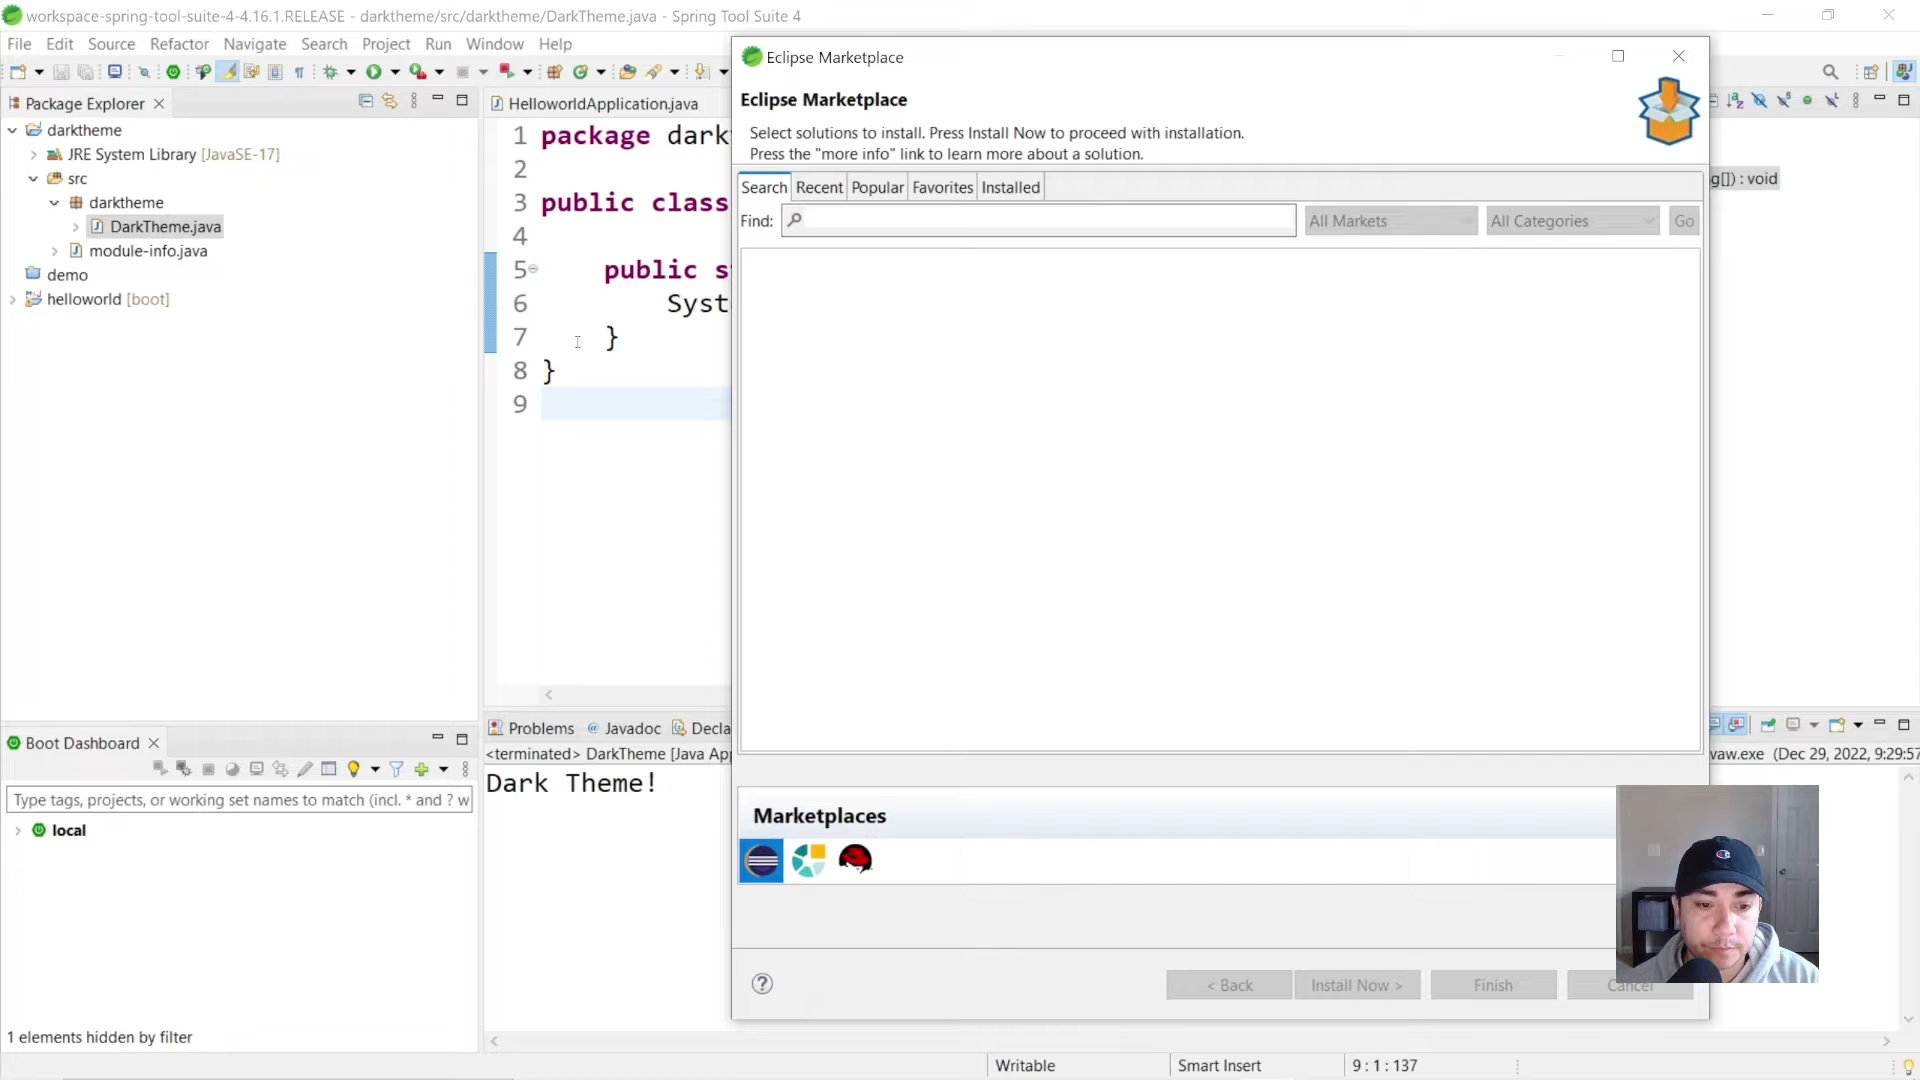 workspace-spring-tool-suite-4-4.16.1.RELEASE - darktheme/src/darktheme/DarkTheme.java - Spring Tool Suite 4
File Edit Source Refactor Navigate Search Project Run Window Help
Package Explorer
darktheme
JRE System Library [JavaSE-17]
src
darktheme
DarkTheme.java
module-info.java
demo
helloworld [boot]
HelloworldApplication.java
1 package dark
2
3 public class
4
5 public s
6 Syst
7 }
8 }
9
Eclipse Marketplace
Eclipse Marketplace
Select solutions to install. Press Install Now to proceed with installation.
Press the "more info" link to learn more about a solution.
Search Recent Popular Favorites Installed
Find: All Markets All Categories Go
Marketplaces
< Back Install Now > Finish Cancel
g[]) : void
Problems @ Javadoc Decla
<terminated> DarkTheme [Java App
vaw.exe (Dec 29, 2022, 9:29:57
Dark Theme!
Boot Dashboard
Type tags, projects, or working set names to match (incl. * and ? w
local
1 elements hidden by filter
Writable Smart Insert 9 : 1 : 137